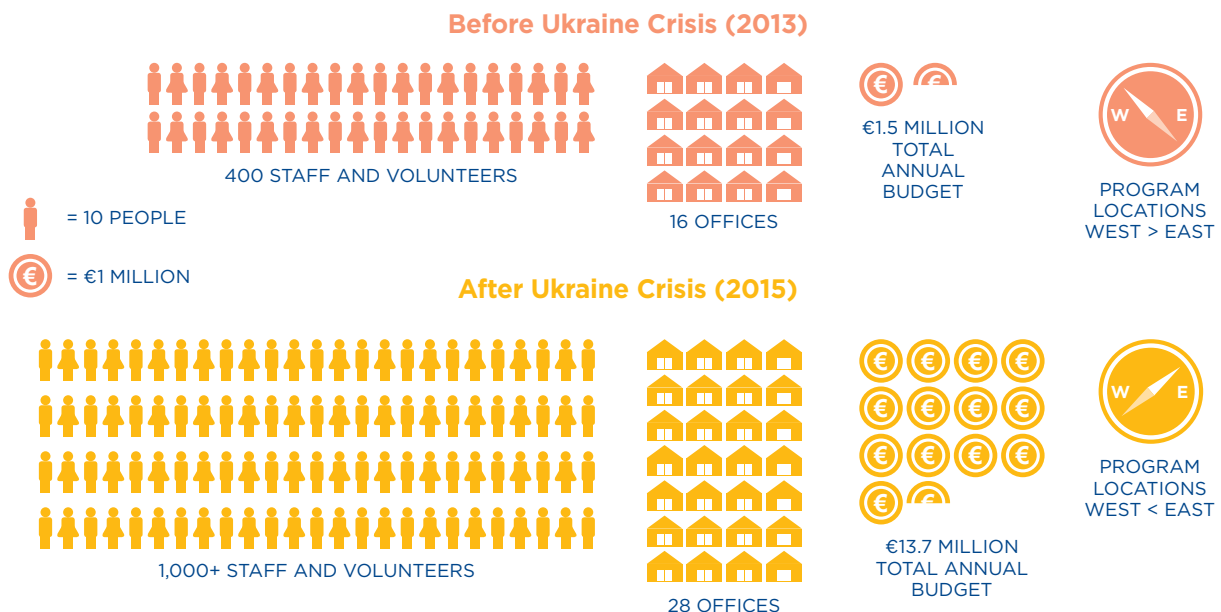 Before Ukraine Crisis (2013)
400 STAFF AND VOLUNTEERS
16 OFFICES
€
€
€1.5 MILLION
TOTAL
ANNUAL
BUDGET
W E
PROGRAM
LOCATIONS
WEST > EAST
= 10 PEOPLE
€ = €1 MILLION
After Ukraine Crisis (2015)
1,000+ STAFF AND VOLUNTEERS
28 OFFICES
€ € € €
€ € € €
€ € € €
€ €
€13.7 MILLION
TOTAL ANNUAL
BUDGET
W E
PROGRAM
LOCATIONS
WEST < EAST